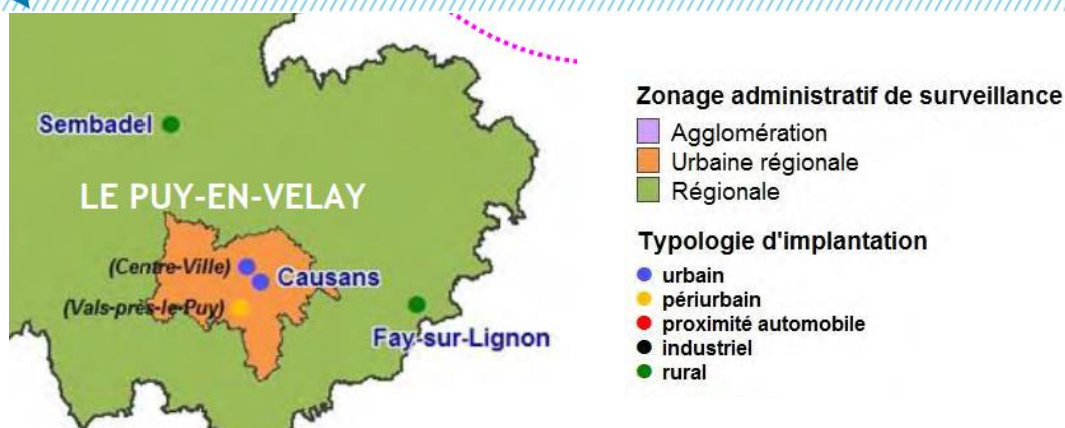 Sembadel
LE PUY-EN-VELAY
(Centre-Ville)
Causans
(Vals-près-le-Puy)
Fay-sur-Lignon
Zonage administratif de surveillance
Agglomération
Urbaine régionale
Régionale
Typologie d'implantation
urbain
périurbain
proximité automobile
industriel
rural